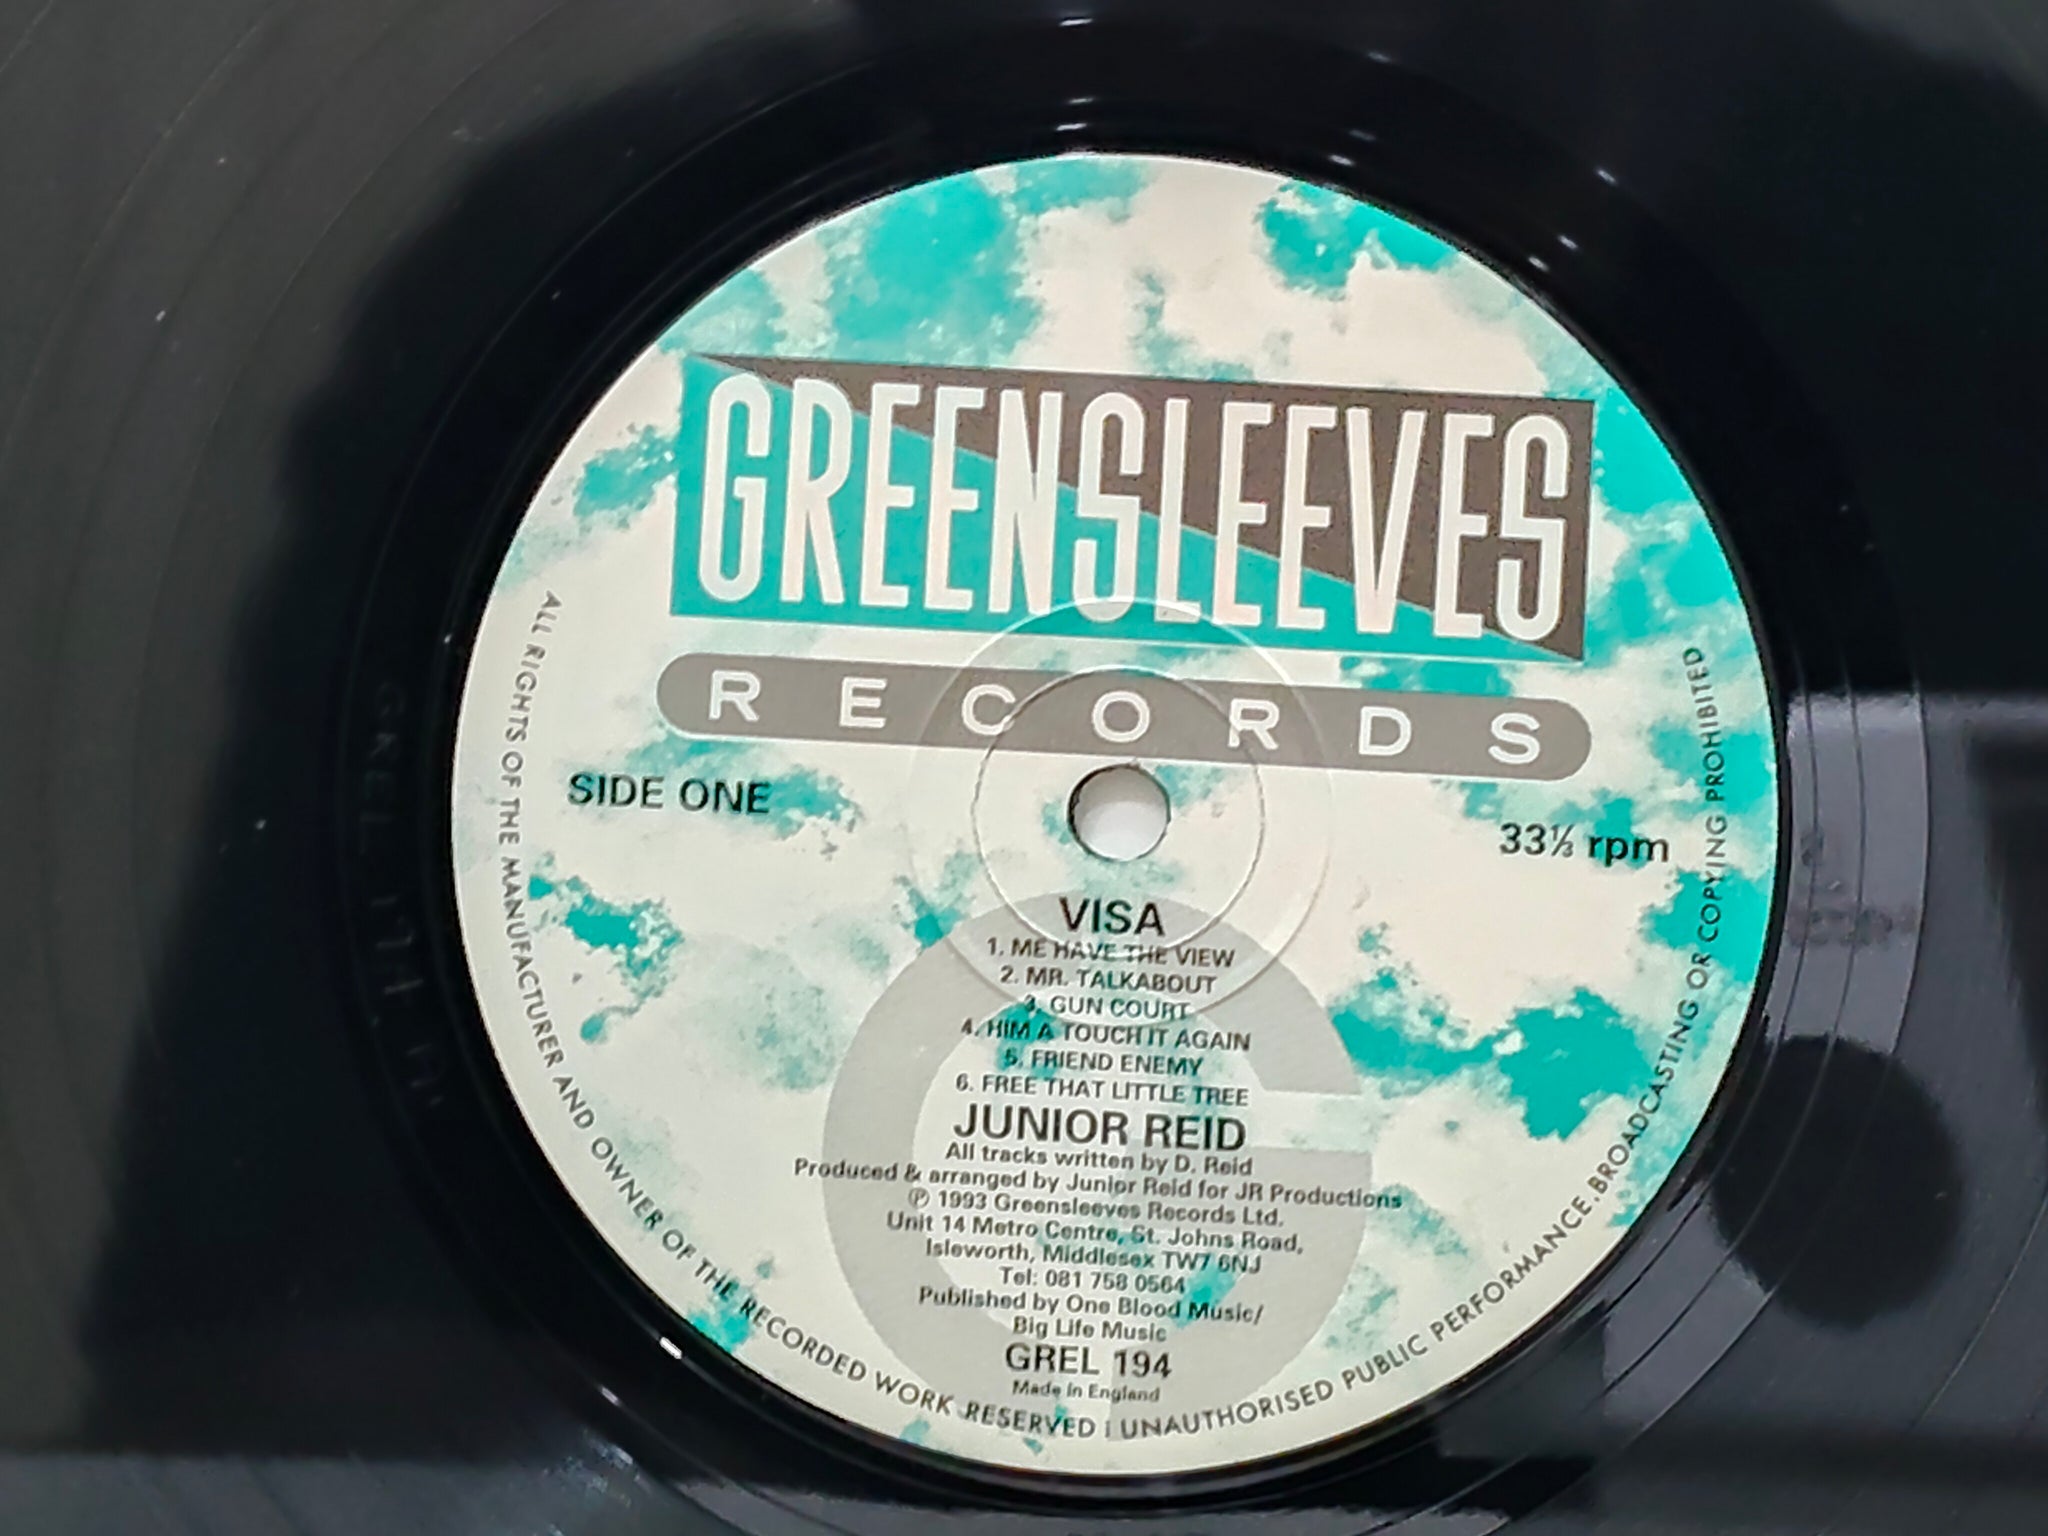 GREENSLEEVES
RECORDS
SIDE ONE
33⅓ rpm
VISA
1. ME HAVE THE VIEW
2. MR. TALKABOUT
3. GUN COURT
4. HIM A TOUCH IT AGAIN
5. FRIEND ENEMY
6. FREE THAT LITTLE TREE
JUNIOR REID
All tracks written by D. Reid
Produced & arranged by Junior Reid for JR Productions
℗ 1993 Greensleeves Records Ltd.
Unit 14 Metro Centre, St. Johns Road,
Isleworth, Middlesex TW7 6NJ
Tel: 081 758 0564
Published by One Blood Music/
Big Life Music
GREL 194
Made in England
ALL RIGHTS OF THE MANUFACTURER AND OWNER OF THE RECORDED WORK RESERVED | UNAUTHORISED PUBLIC PERFORMANCE. BROADCASTING OR COPYING PROHIBITED